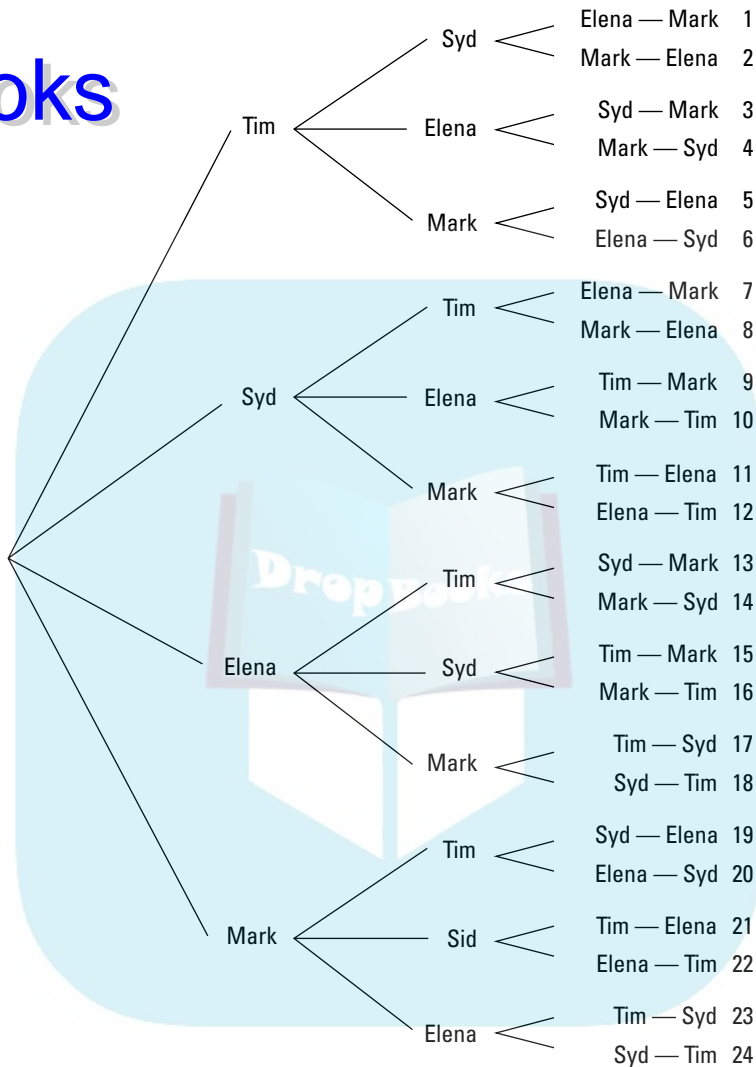 oks
Tim
Syd
Elena — Mark 1
Mark — Elena 2
Elena
Syd — Mark 3
Mark — Syd 4
Mark
Syd — Elena 5
Elena — Syd 6
Syd
Tim
Elena — Mark 7
Mark — Elena 8
Elena
Tim — Mark 9
Mark — Tim 10
Mark
Tim — Elena 11
Elena — Tim 12
Elena
Tim
Syd — Mark 13
Mark — Syd 14
Syd
Tim — Mark 15
Mark — Tim 16
Mark
Tim — Syd 17
Syd — Tim 18
Mark
Tim
Syd — Elena 19
Elena — Syd 20
Sid
Tim — Elena 21
Elena — Tim 22
Elena
Tim — Syd 23
Syd — Tim 24
Drop Books